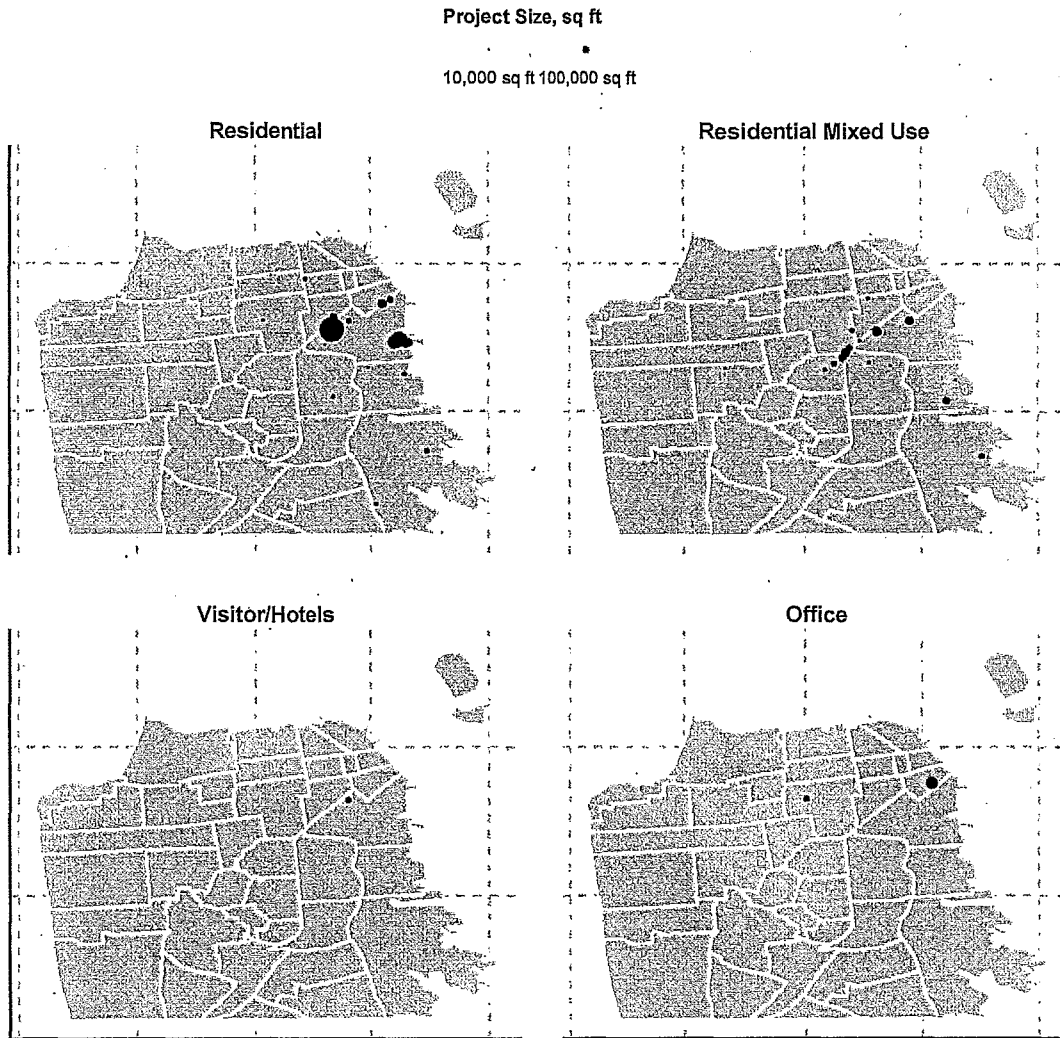 Project Size, sq ft
10,000 sq ft 100,000 sq ft
Residential
Residential Mixed Use
Visitor/Hotels
Office